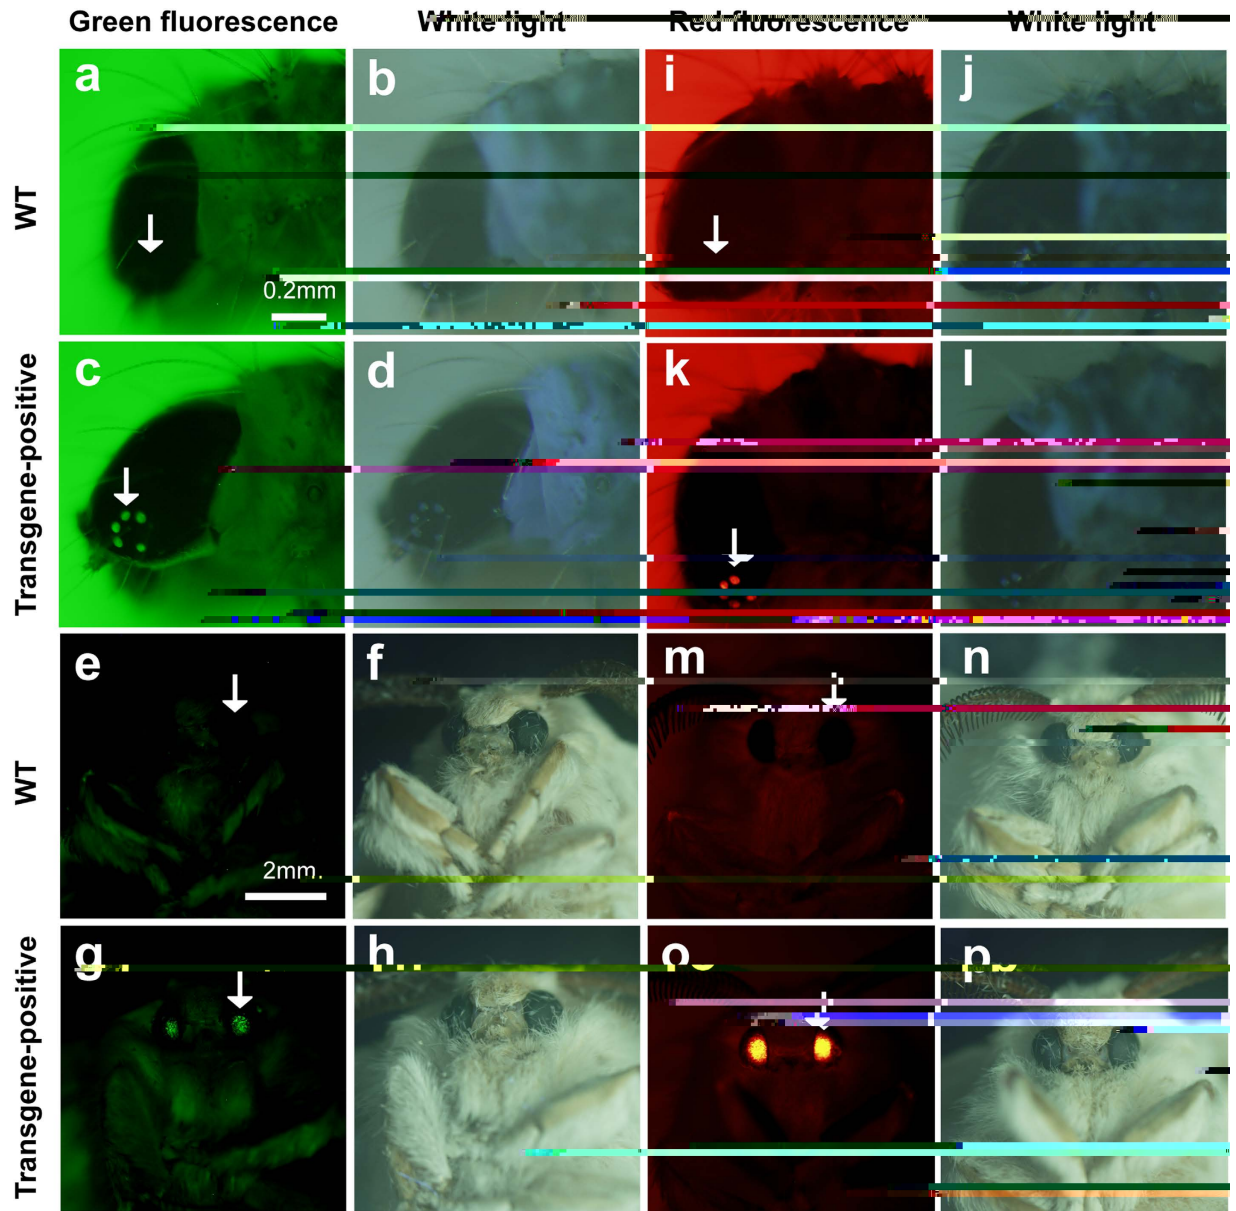 Green fluorescence White light Red fluorescence White light
WT
a b i j
0.2mm
Transgene-positive
c d k l
WT
e f m n
2mm
Transgene-positive
g h o p